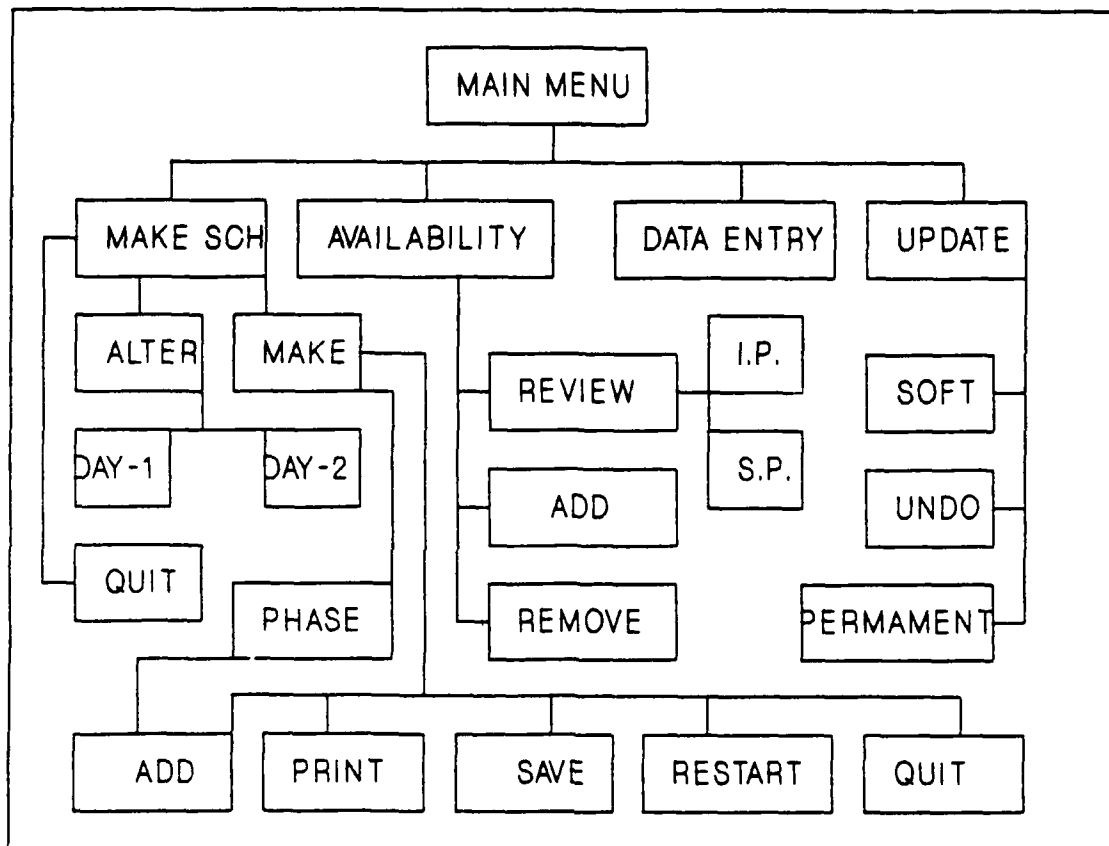 MAIN MENU
MAKE SCH
AVAILABILITY
DATA ENTRY
UPDATE
ALTER
MAKE
REVIEW
I.P.
SOFT
DAY-1
DAY-2
S.P.
ADD
UNDO
QUIT
PHASE
REMOVE
PERMAMENT
ADD
PRINT
SAVE
RESTART
QUIT